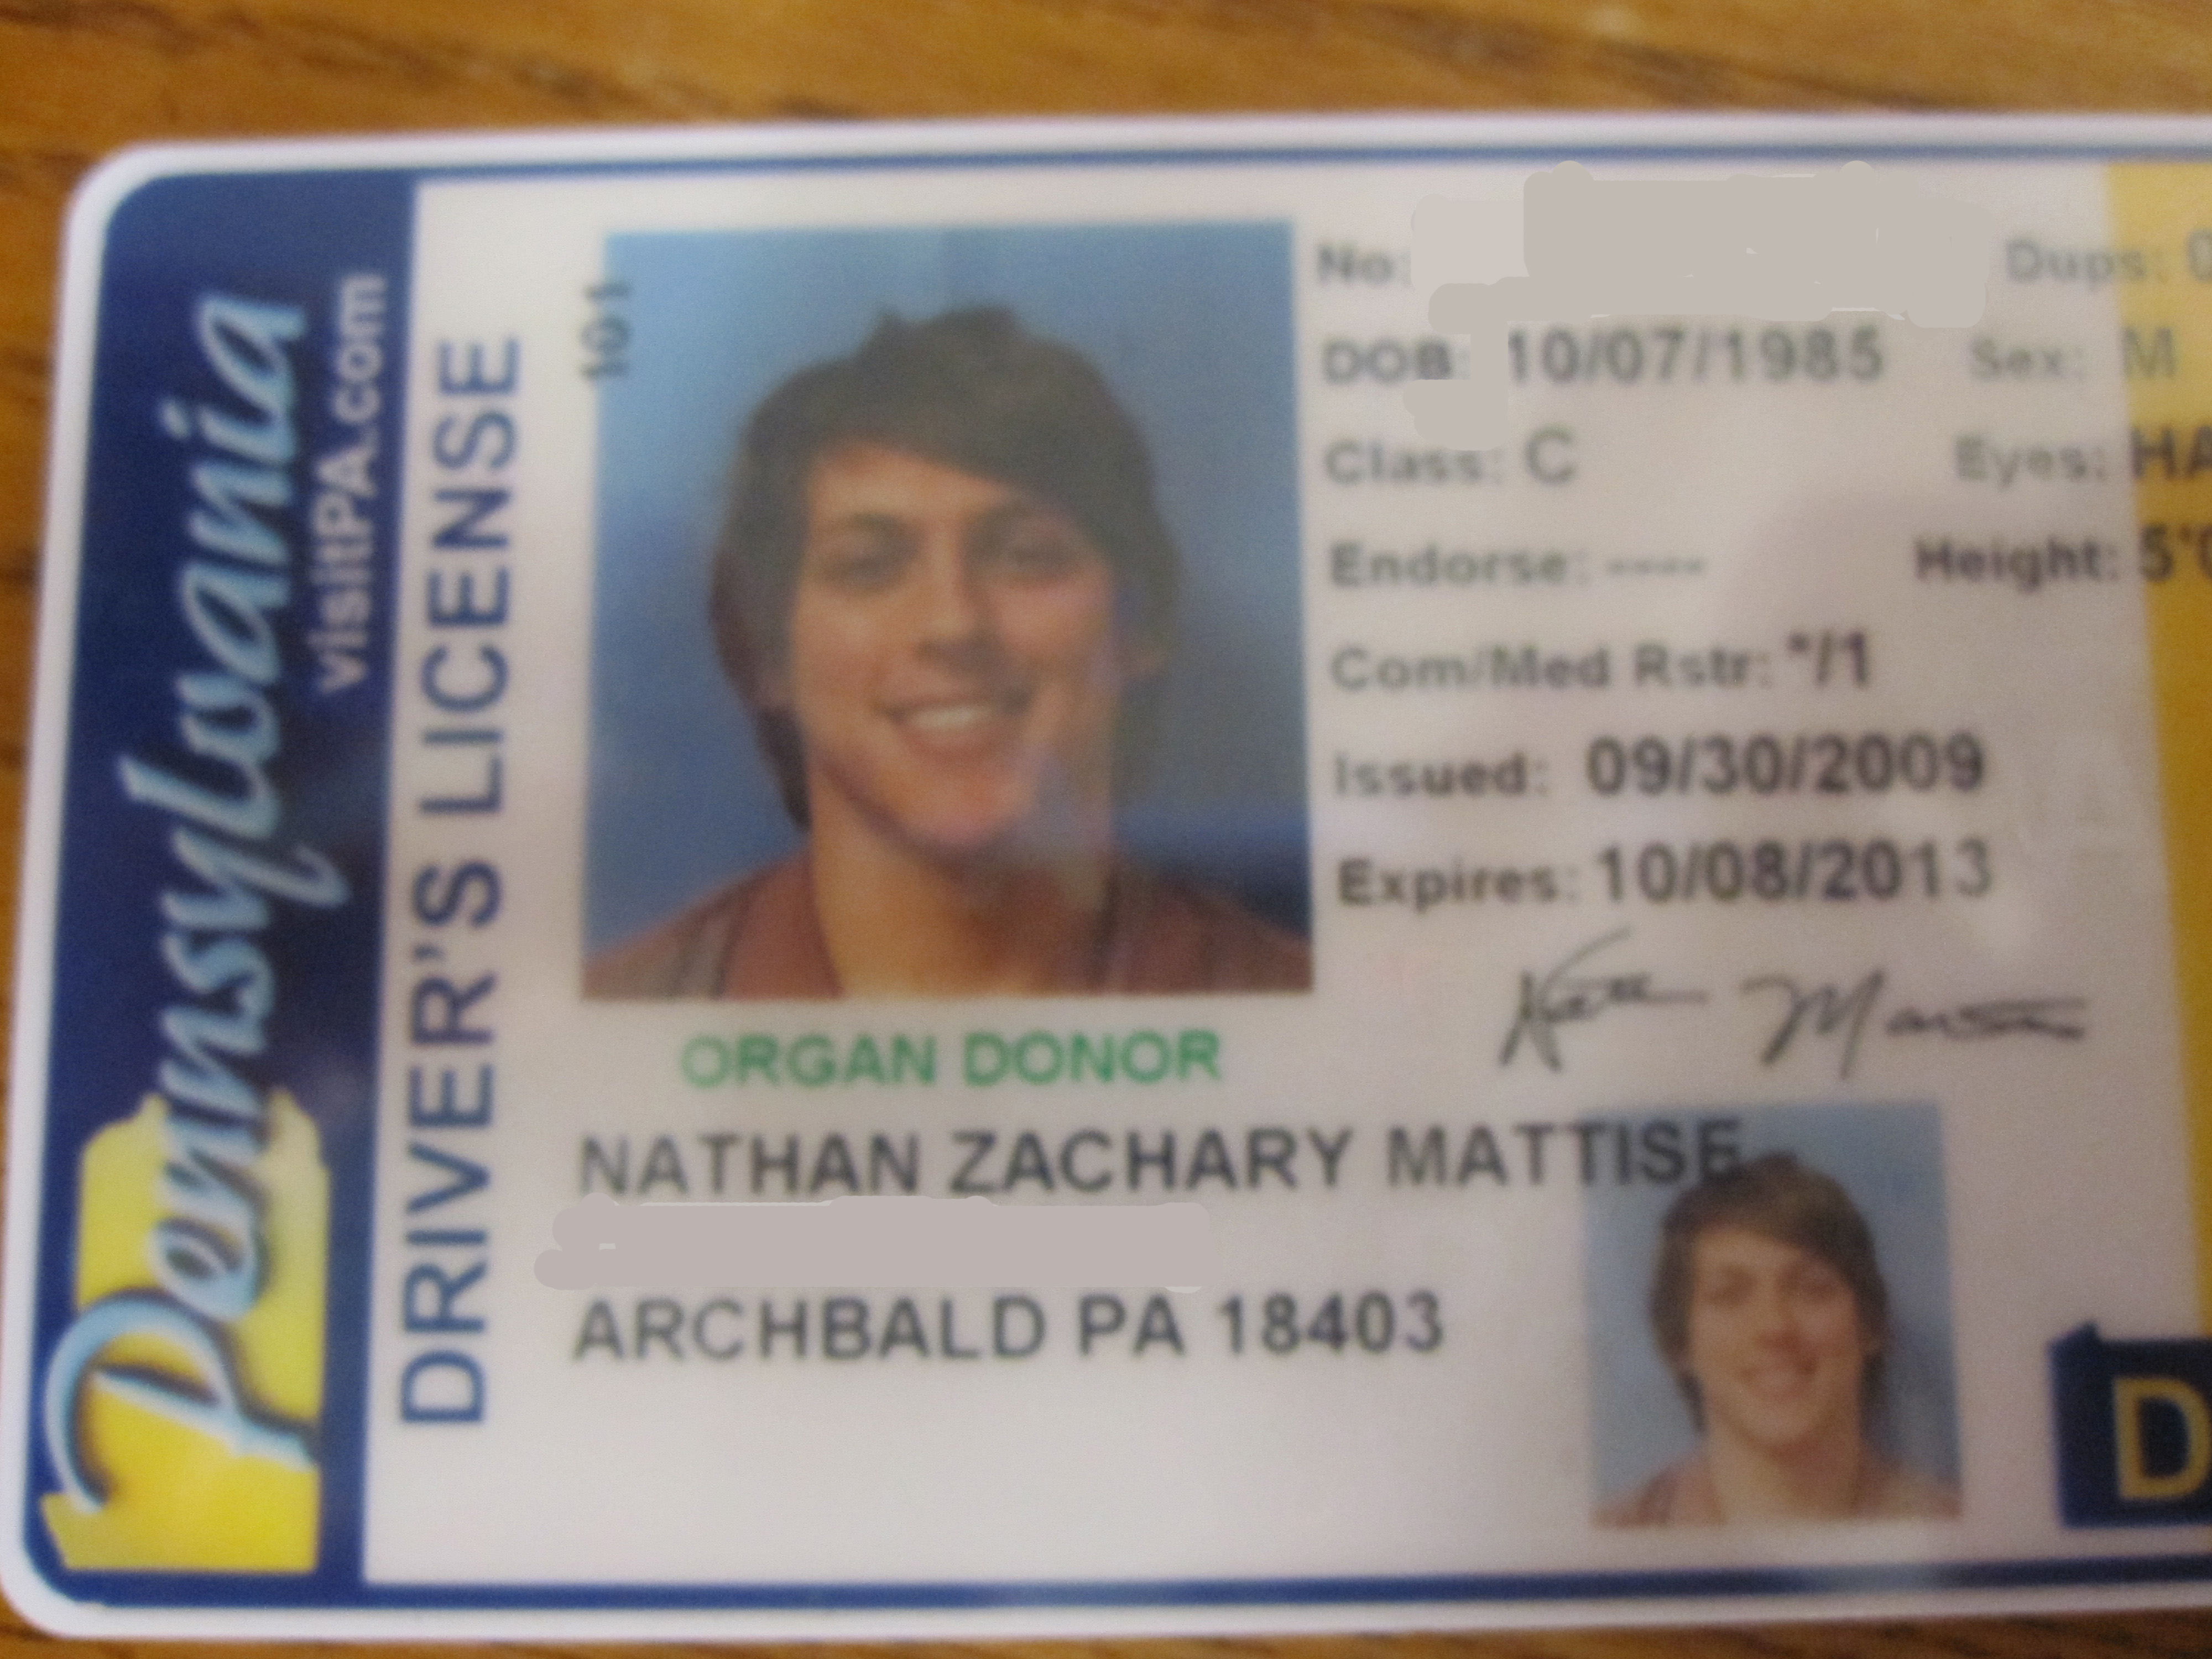 Pennsylvania
visitPA.com
DRIVER'S LICENSE
101
No:
Dups: 0
DOB: 10/07/1985
Sex: M
Class: C
Eyes: HA
Endorse: ----
Height: 5'0
Com/Med Rstr: */1
Issued: 09/30/2009
Expires: 10/08/2013
ORGAN DONOR
NATHAN ZACHARY MATTISE
ARCHBALD PA 18403
D